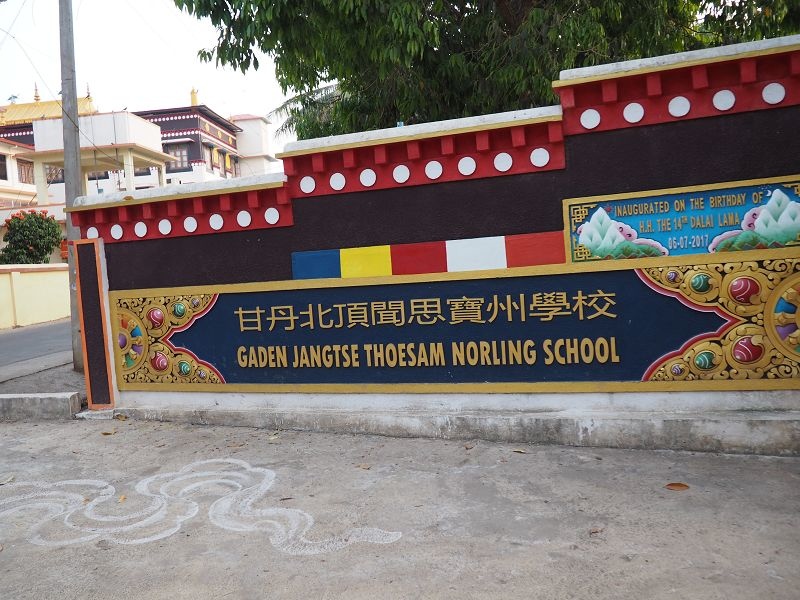 INAUGURATED ON THE BIRTHDAY OF
H.H. THE 14TH DALAI LAMA
06-07-2017
甘丹北頂聞思寶州學校
GADEN JANGTSE THOESAM NORLING SCHOOL